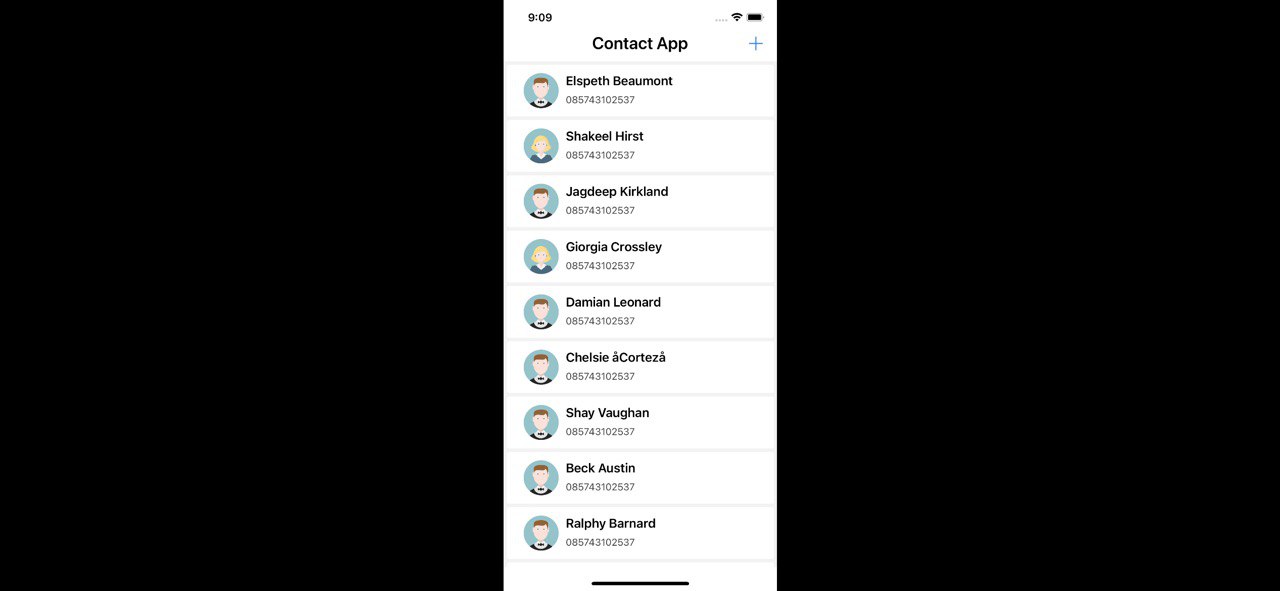 9:09
Contact App
Elspeth Beaumont
085743102537
Shakeel Hirst
085743102537
Jagdeep Kirkland
085743102537
Giorgia Crossley
085743102537
Damian Leonard
085743102537
Chelsie åCortezå
085743102537
Shay Vaughan
085743102537
Beck Austin
085743102537
Ralphy Barnard
085743102537